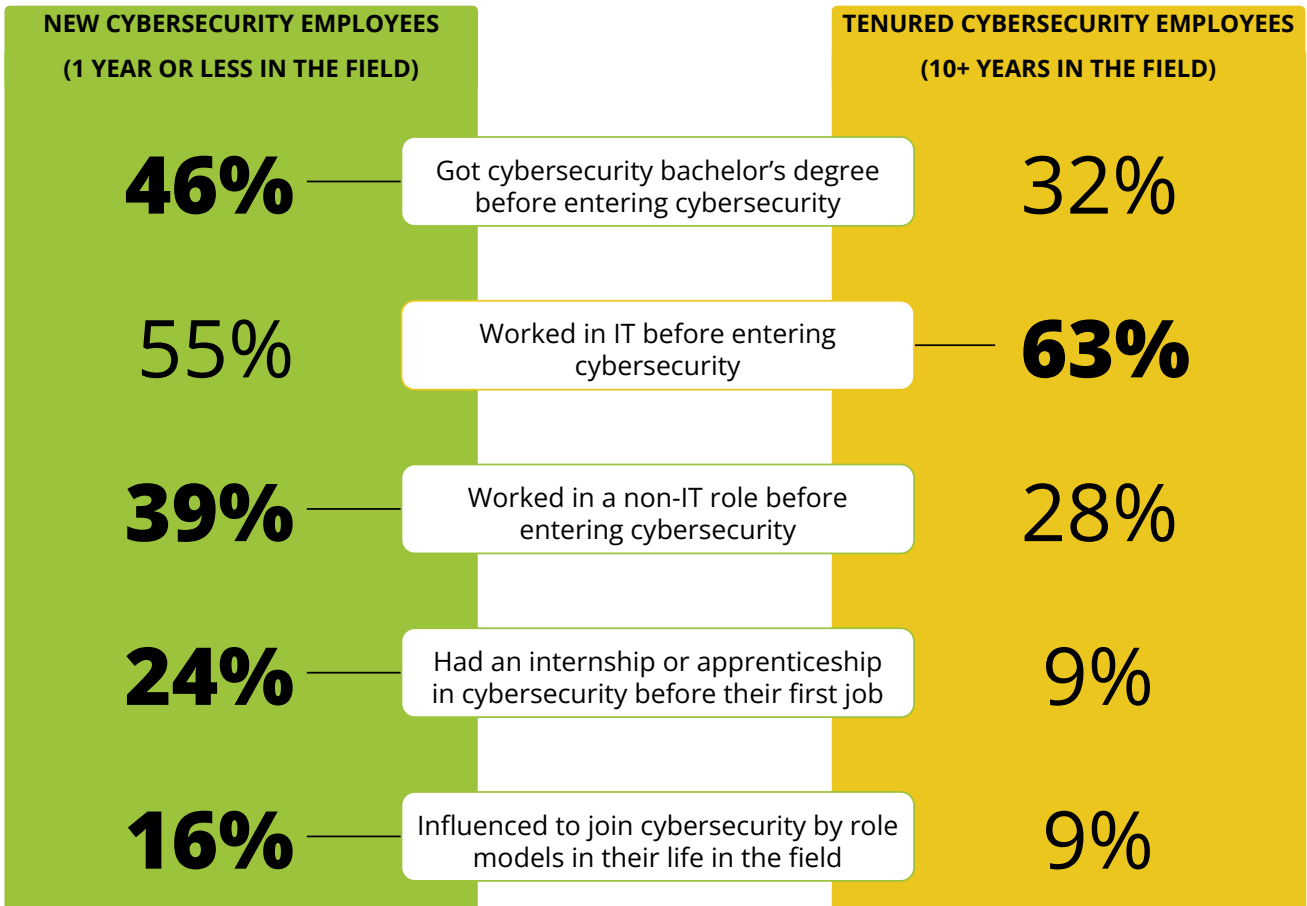 NEW CYBERSECURITY EMPLOYEES
(1 YEAR OR LESS IN THE FIELD)
TENURED CYBERSECURITY EMPLOYEES
(10+ YEARS IN THE FIELD)
46%
Got cybersecurity bachelor’s degree
before entering cybersecurity
32%
55%
Worked in IT before entering
cybersecurity
63%
39%
Worked in a non-IT role before
entering cybersecurity
28%
24%
Had an internship or apprenticeship
in cybersecurity before their first job
9%
16%
Influenced to join cybersecurity by role
models in their life in the field
9%